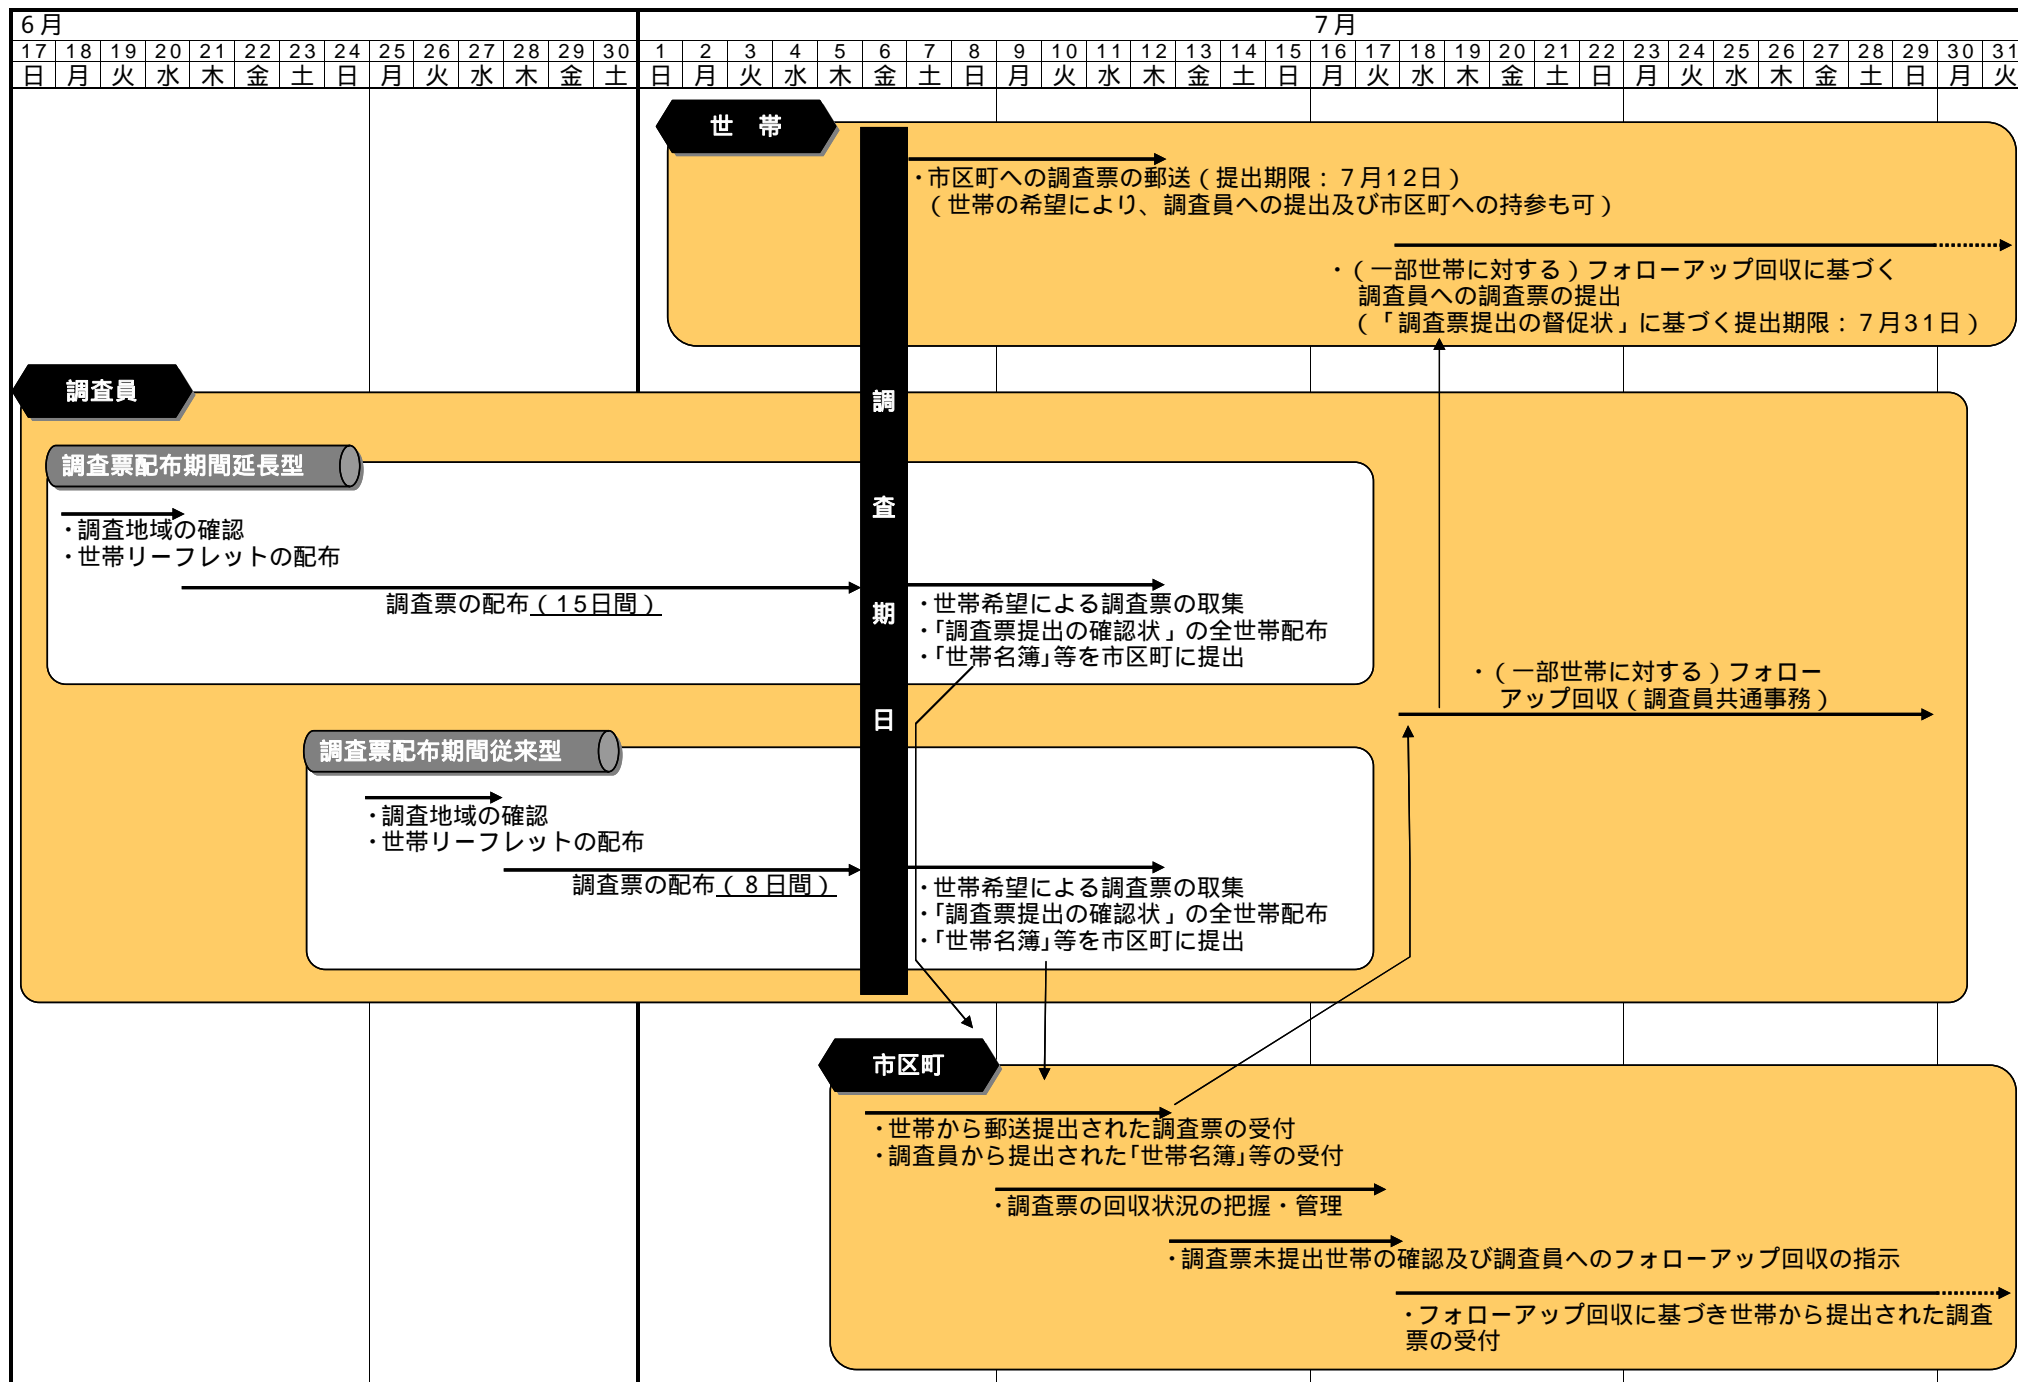 6月
7月
17 18 19 20 21 22 23 24 25 26 27 28 29 30 1 2 3 4 5 6 7 8 9 10 11 12 13 14 15 16 17 18 19 20 21 22 23 24 25 26 27 28 29 30 31
日 月 火 水 木 金 土 日 月 火 水 木 金 土 日 月 火 水 木 金 土 日 月 火 水 木 金 土 日 月 火 水 木 金 土 日 月 火 水 木 金 土 日 月 火
世 帯
・市区町への調査票の郵送(提出期限:7月12日)
(世帯の希望により、調査員への提出及び市区町への持参も可)
・(一部世帯に対する)フォローアップ回収に基づく
調査員への調査票の提出
(「調査票提出の督促状」に基づく提出期限:7月31日)
調査期日
調査員
調査票配布期間延長型
・調査地域の確認
・世帯リーフレットの配布
調査票の配布(15日間)
・世帯希望による調査票の取集
・「調査票提出の確認状」の全世帯配布
・「世帯名簿」等を市区町に提出
・(一部世帯に対する)フォロー
アップ回収(調査員共通事務)
調査票配布期間従来型
・調査地域の確認
・世帯リーフレットの配布
調査票の配布(8日間)
・世帯希望による調査票の取集
・「調査票提出の確認状」の全世帯配布
・「世帯名簿」等を市区町に提出
市区町
・世帯から郵送提出された調査票の受付
・調査員から提出された「世帯名簿」等の受付
・調査票の回収状況の把握・管理
・調査票未提出世帯の確認及び調査員へのフォローアップ回収の指示
・フォローアップ回収に基づき世帯から提出された調査
票の受付